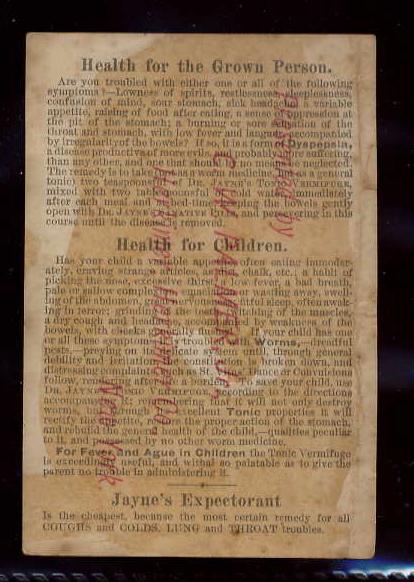 Health for the Grown Person.
Are you troubled with either one or all of the following
symptoms?—Lowness of spirits, restlessness, sleeplessness,
confusion of mind, sour stomach, sick headache, a variable
appetite, raising of food after eating, a sense of oppression at
the pit of the stomach; a burning or sore sensation of the
throat and stomach, with low fever and languor, accompanied
by irregularity of the bowels? If so, it is a form of Dyspepsia,
a disease productive of more evil, and probably more suffering
than any other, and one that should by no means be neglected.
The remedy is to take (not as a worm medicine, but as a general
tonic) two teaspoonfuls of DR. JAYNE'S TONIC VERMIFUGE,
mixed with two tablespoonfuls of cold water, immediately
after each meal and at bed-time, keeping the bowels gently
open with DR. JAYNE'S SANATIVE PILLS, and persevering in this
course until the disease is removed.
Health for Children.
Has your child a variable appetite, often eating immoder-
ately, craving strange articles, as slate, chalk, etc.; a habit of
picking the nose, excessive thirst, low fever, a bad breath
pale or sallow complexion, emaciation or wasting away, swell-
ing of the abdomen, great nervousness, fitful sleep, often awak-
ing in terror; grinding of the teeth, twitching of the muscles,
a dry cough and headache, accompanied by weakness of the
bowels, with cheeks generally flushed? If your child has one
or all these symptoms, it is troubled with Worms,—dreadful
pests,—preying on its delicate system until, through general
debility and irritation, the constitution is broken down, and
distressing complaints, such as St. Vitus' Dance or Convulsions
follow, rendering after life a burden. To save your child, use
DR. JAYNE'S TONIC VERMIFUGE, according to the directions
accompanying it, remembering that it will not only destroy
worms, but through its excellent Tonic properties it will
rectify the appetite, restore the proper action of the stomach,
and rebuild the general health of the child,—qualities peculiar
to it, and possessed by no other worm medicine.
For Fever and Ague in Children the Tonic Vermifuge
is exceedingly useful, and withal so palatable as to give the
parent no trouble in administering it.
Jayne's Expectorant
Is the cheapest, because the most certain remedy for all
COUGHS and COLDS, LUNG and THROAT troubles.
New York